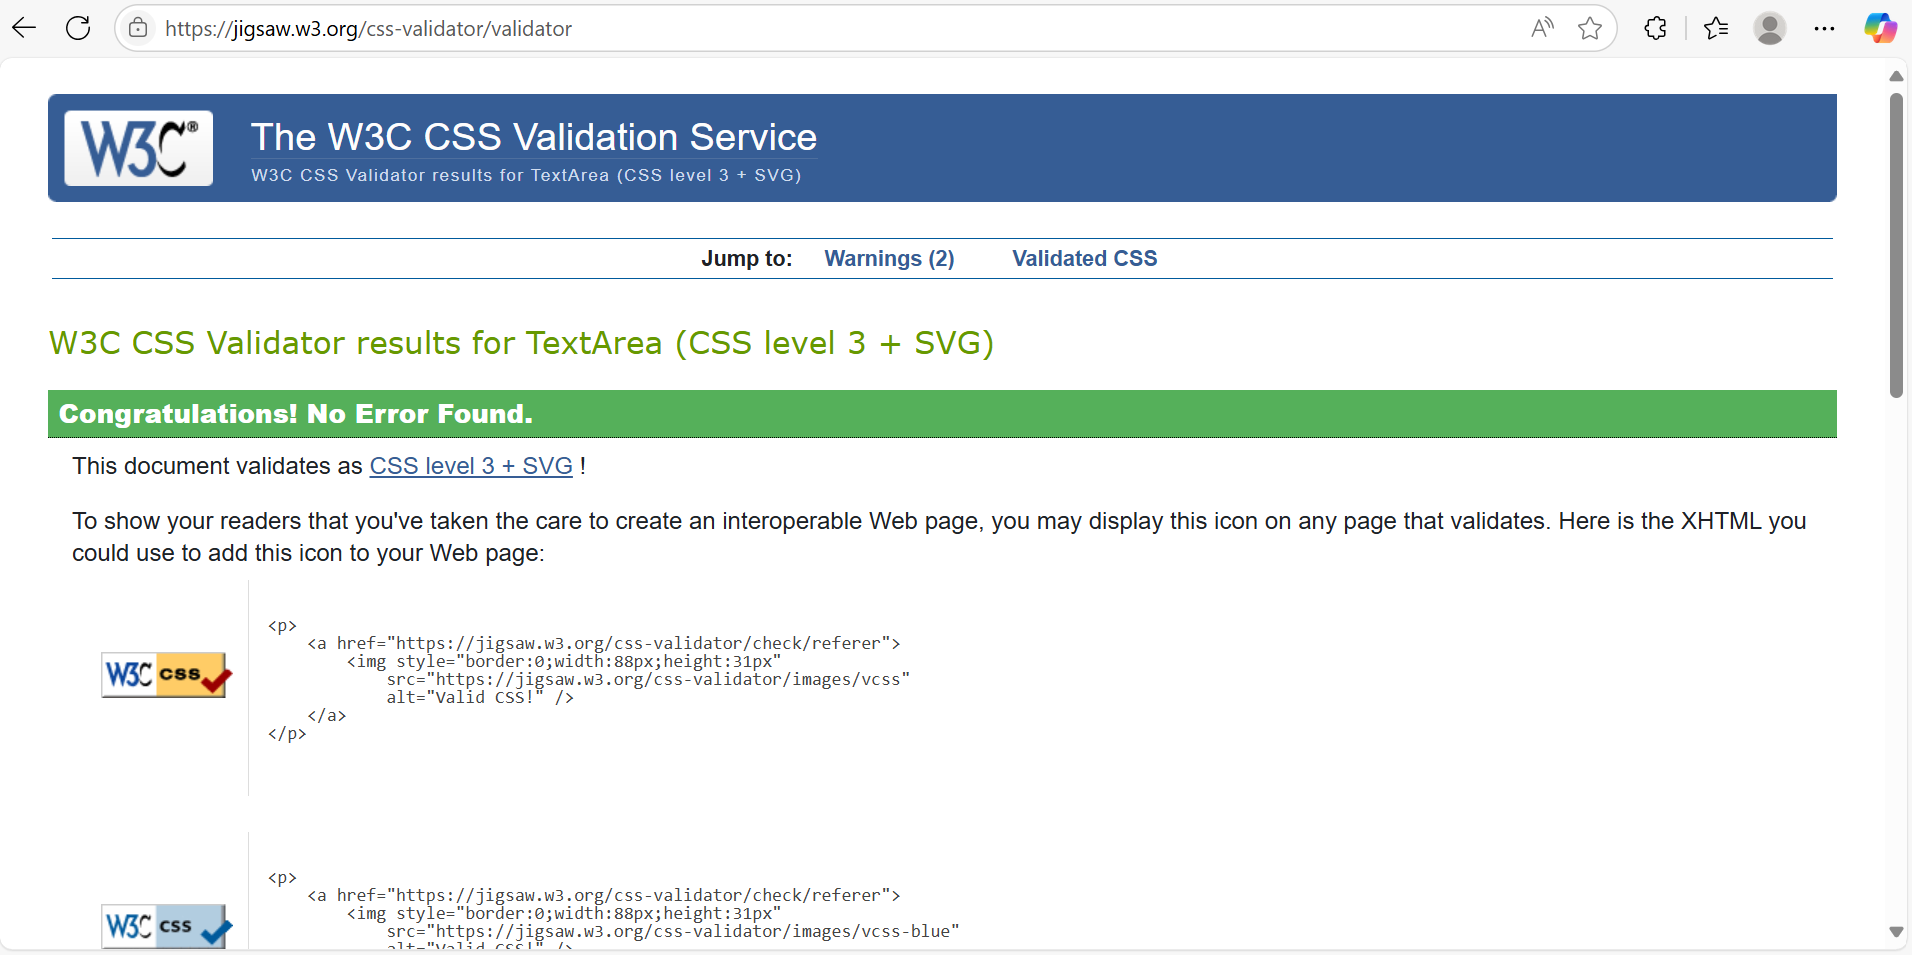 https://jigsaw.w3.org/css-validator/validator
W3C®
The W3C CSS Validation Service
W3C CSS Validator results for TextArea (CSS level 3 + SVG)
Jump to: Warnings (2) Validated CSS
W3C CSS Validator results for TextArea (CSS level 3 + SVG)
Congratulations! No Error Found.
This document validates as CSS level 3 + SVG !
To show your readers that you've taken the care to create an interoperable Web page, you may display this icon on any page that validates. Here is the XHTML you
could use to add this icon to your Web page:
<p>
<a href="https://jigsaw.w3.org/css-validator/check/referer">
<img style="border:0;width:88px;height:31px"
W3C css
src="https://jigsaw.w3.org/css-validator/images/vcss"
alt="Valid CSS!" />
</a>
</p>
<p>
<a href="https://jigsaw.w3.org/css-validator/check/referer">
<img style="border:0;width:88px;height:31px"
W3C css
src="https://jigsaw.w3.org/css-validator/images/vcss-blue"
alt="Valid CSS!" />